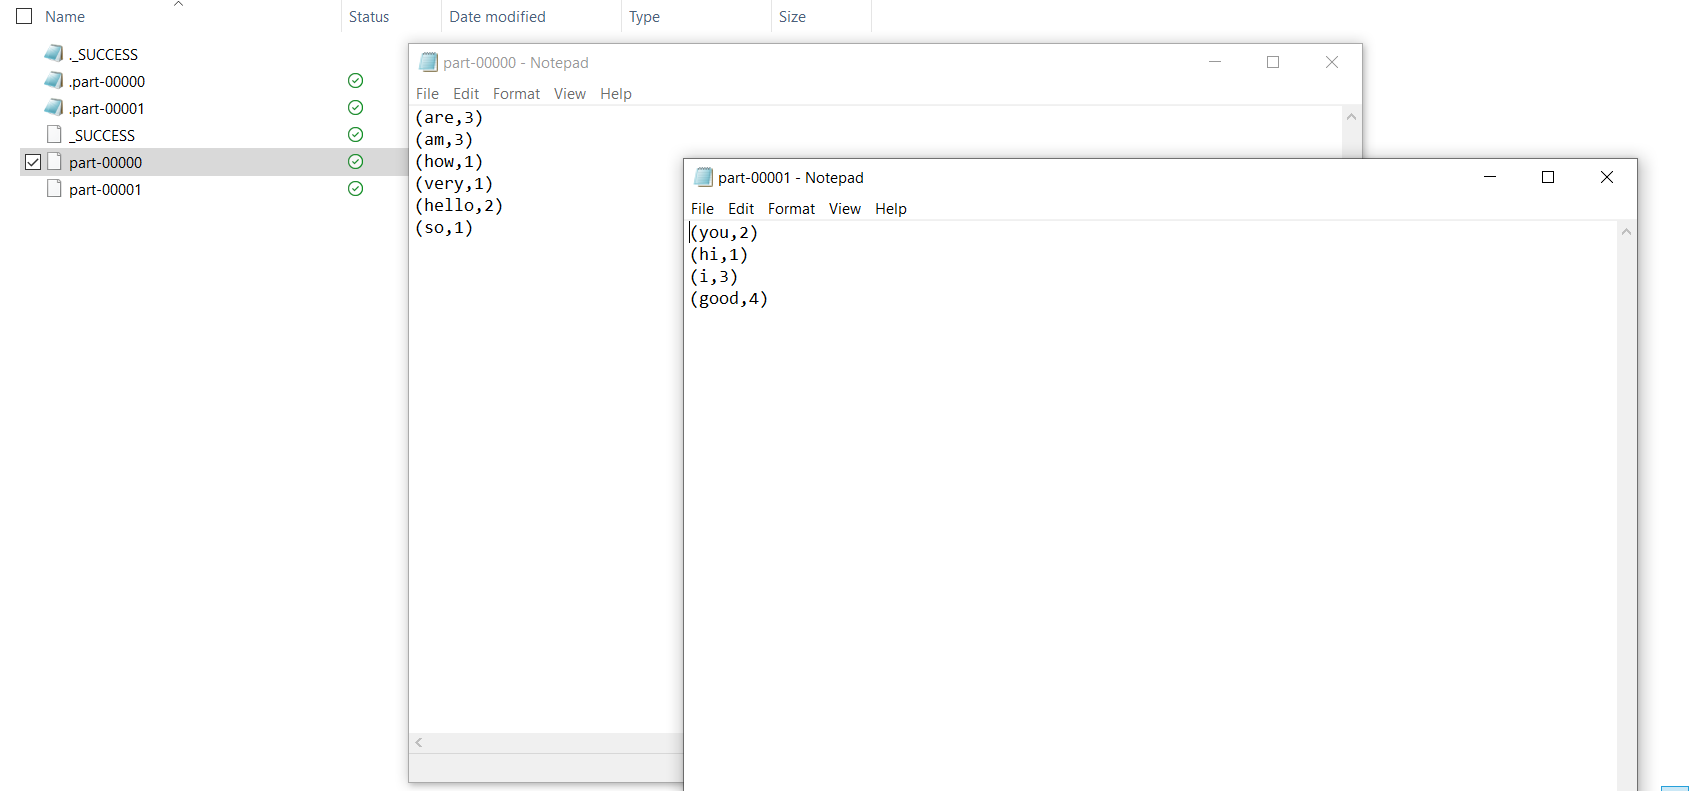 Name Status Date modified Type Size
._SUCCESS
.part-00000
.part-00001
_SUCCESS
part-00000
part-00001
part-00000 - Notepad
File Edit Format View Help
(are,3)
(am,3)
(how,1)
(very,1)
(hello,2)
(so,1)
part-00001 - Notepad
File Edit Format View Help
(you,2)
(hi,1)
(i,3)
(good,4)